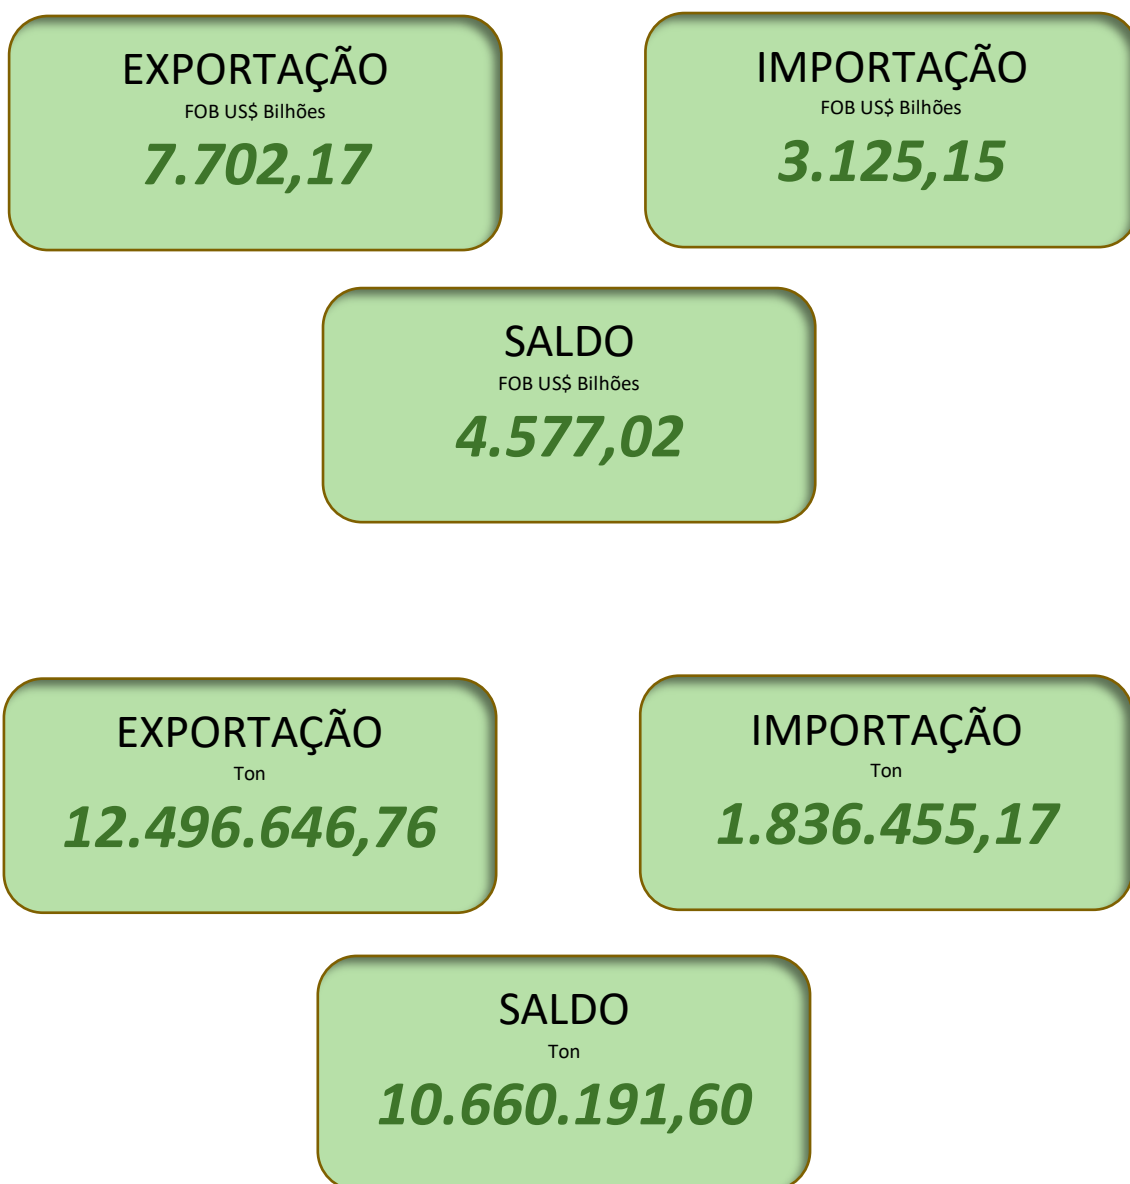 EXPORTAÇÃO
FOB US$ Bilhões
7.702,17
IMPORTAÇÃO
FOB US$ Bilhões
3.125,15
SALDO
FOB US$ Bilhões
4.577,02
EXPORTAÇÃO
Ton
12.496.646,76
IMPORTAÇÃO
Ton
1.836.455,17
SALDO
Ton
10.660.191,60